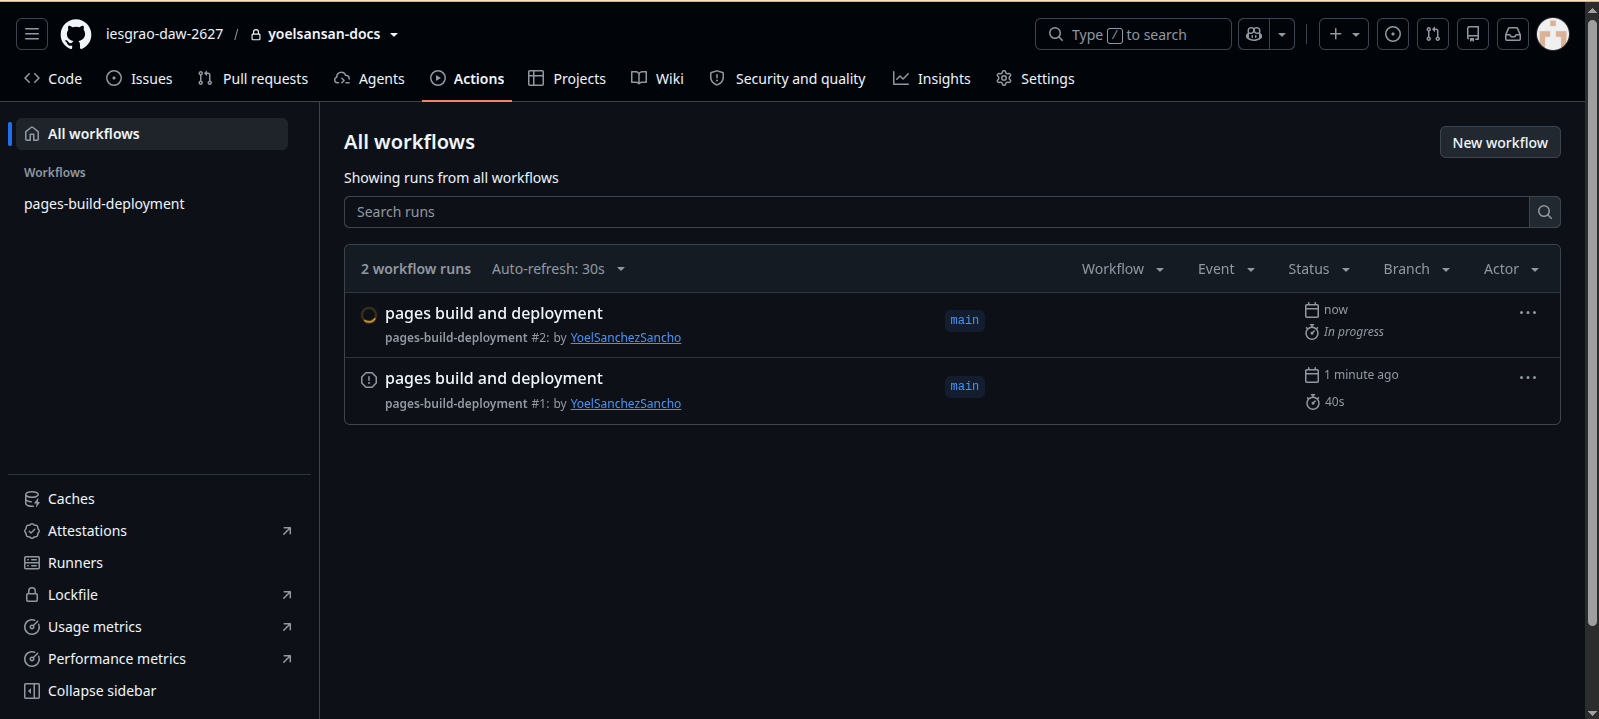 iesgrao-daw-2627 / yoelsansan-docs
Type / to search
Code
Issues
Pull requests
Agents
Actions
Projects
Wiki
Security and quality
Insights
Settings
All workflows
Workflows
pages-build-deployment
Caches
Attestations
Runners
Lockfile
Usage metrics
Performance metrics
Collapse sidebar
All workflows
New workflow
Showing runs from all workflows
Search runs
2 workflow runs Auto-refresh: 30s Workflow Event Status Branch Actor
pages build and deployment
pages-build-deployment #2: by YoelSanchezSancho
main
now
In progress
pages build and deployment
pages-build-deployment #1: by YoelSanchezSancho
main
1 minute ago
40s